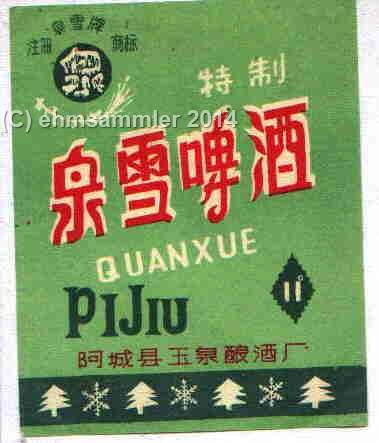 泉雪牌
注册 商标
特制
(C) ehmsammler 2014
泉雪啤酒
QUANXUE
PIJIU
11°
阿城县玉泉酿酒厂